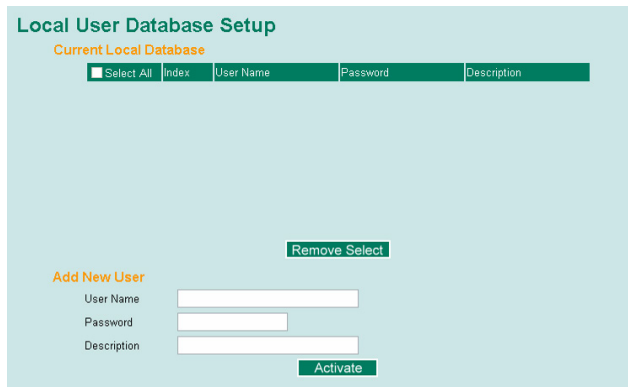 Local User Database Setup
Current Local Database
Select All Index User Name Password Description
Remove Select
Add New User
User Name
Password
Description
Activate